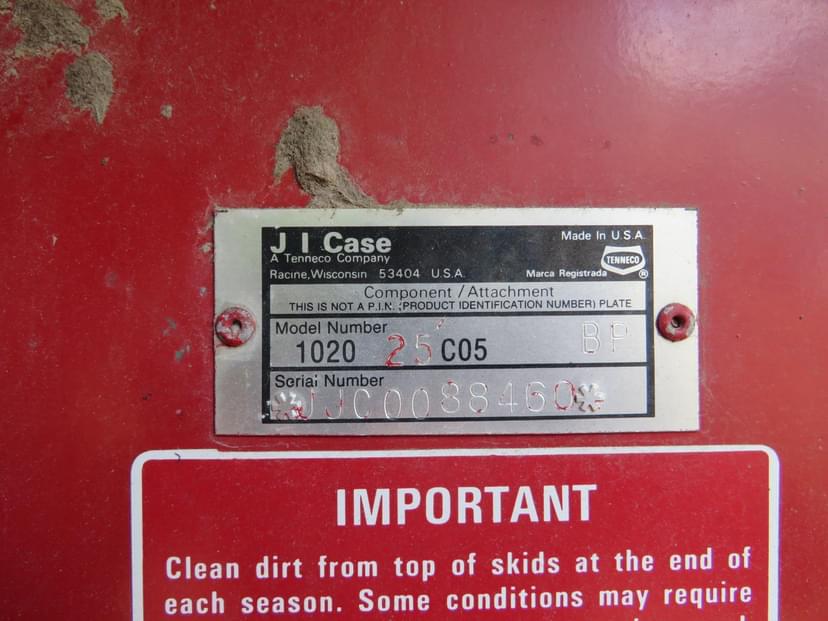 J I Case
A Tenneco Company
Racine, Wisconsin 53404 U.S.A.
Made In U.S.A.
TENNECO
Marca Registrada ®
Component / Attachment
THIS IS NOT A P.I.N. (PRODUCT IDENTIFICATION NUMBER) PLATE
Model Number
1020 25' C05 BP
Serial Number
*JJC0088460*
IMPORTANT
Clean dirt from top of skids at the end of
each season. Some conditions may require